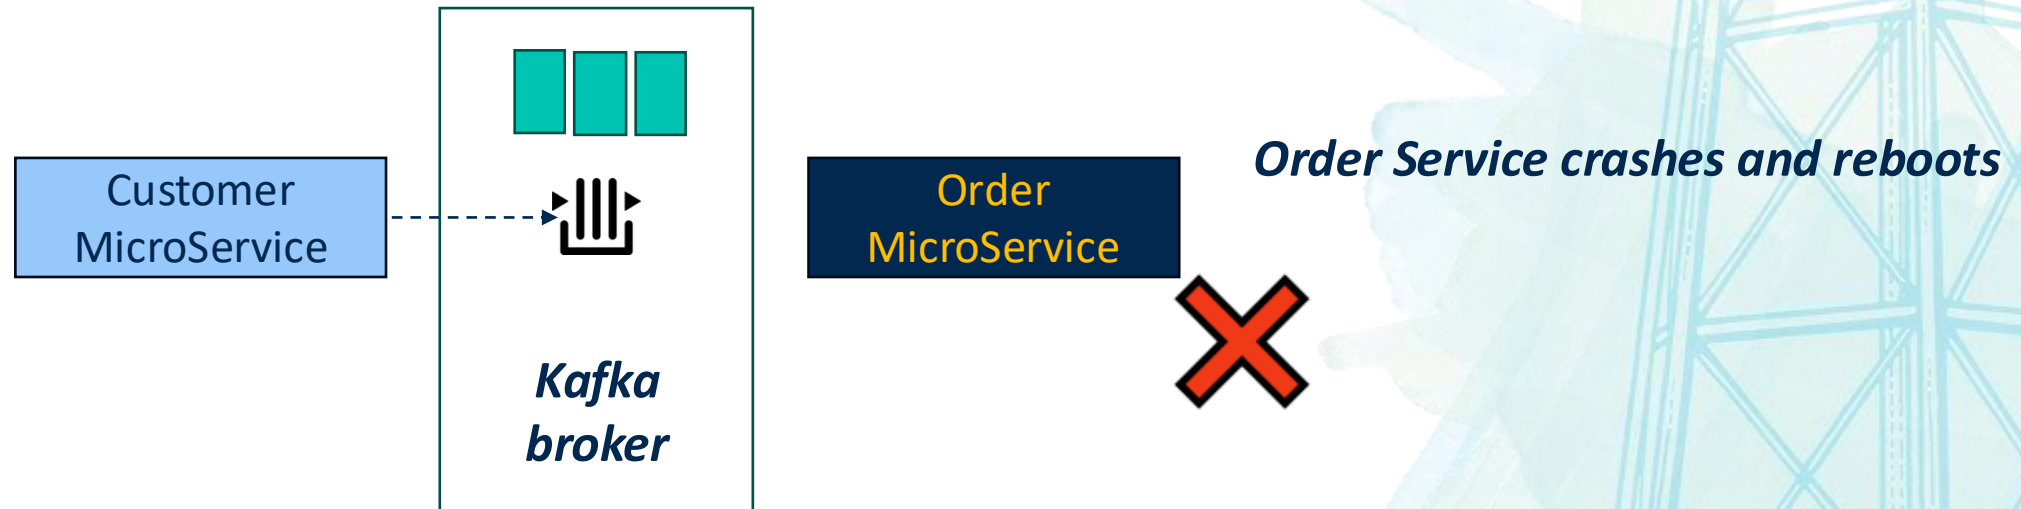 Customer
MicroService
Kafka
broker
Order
MicroService
Order Service crashes and reboots